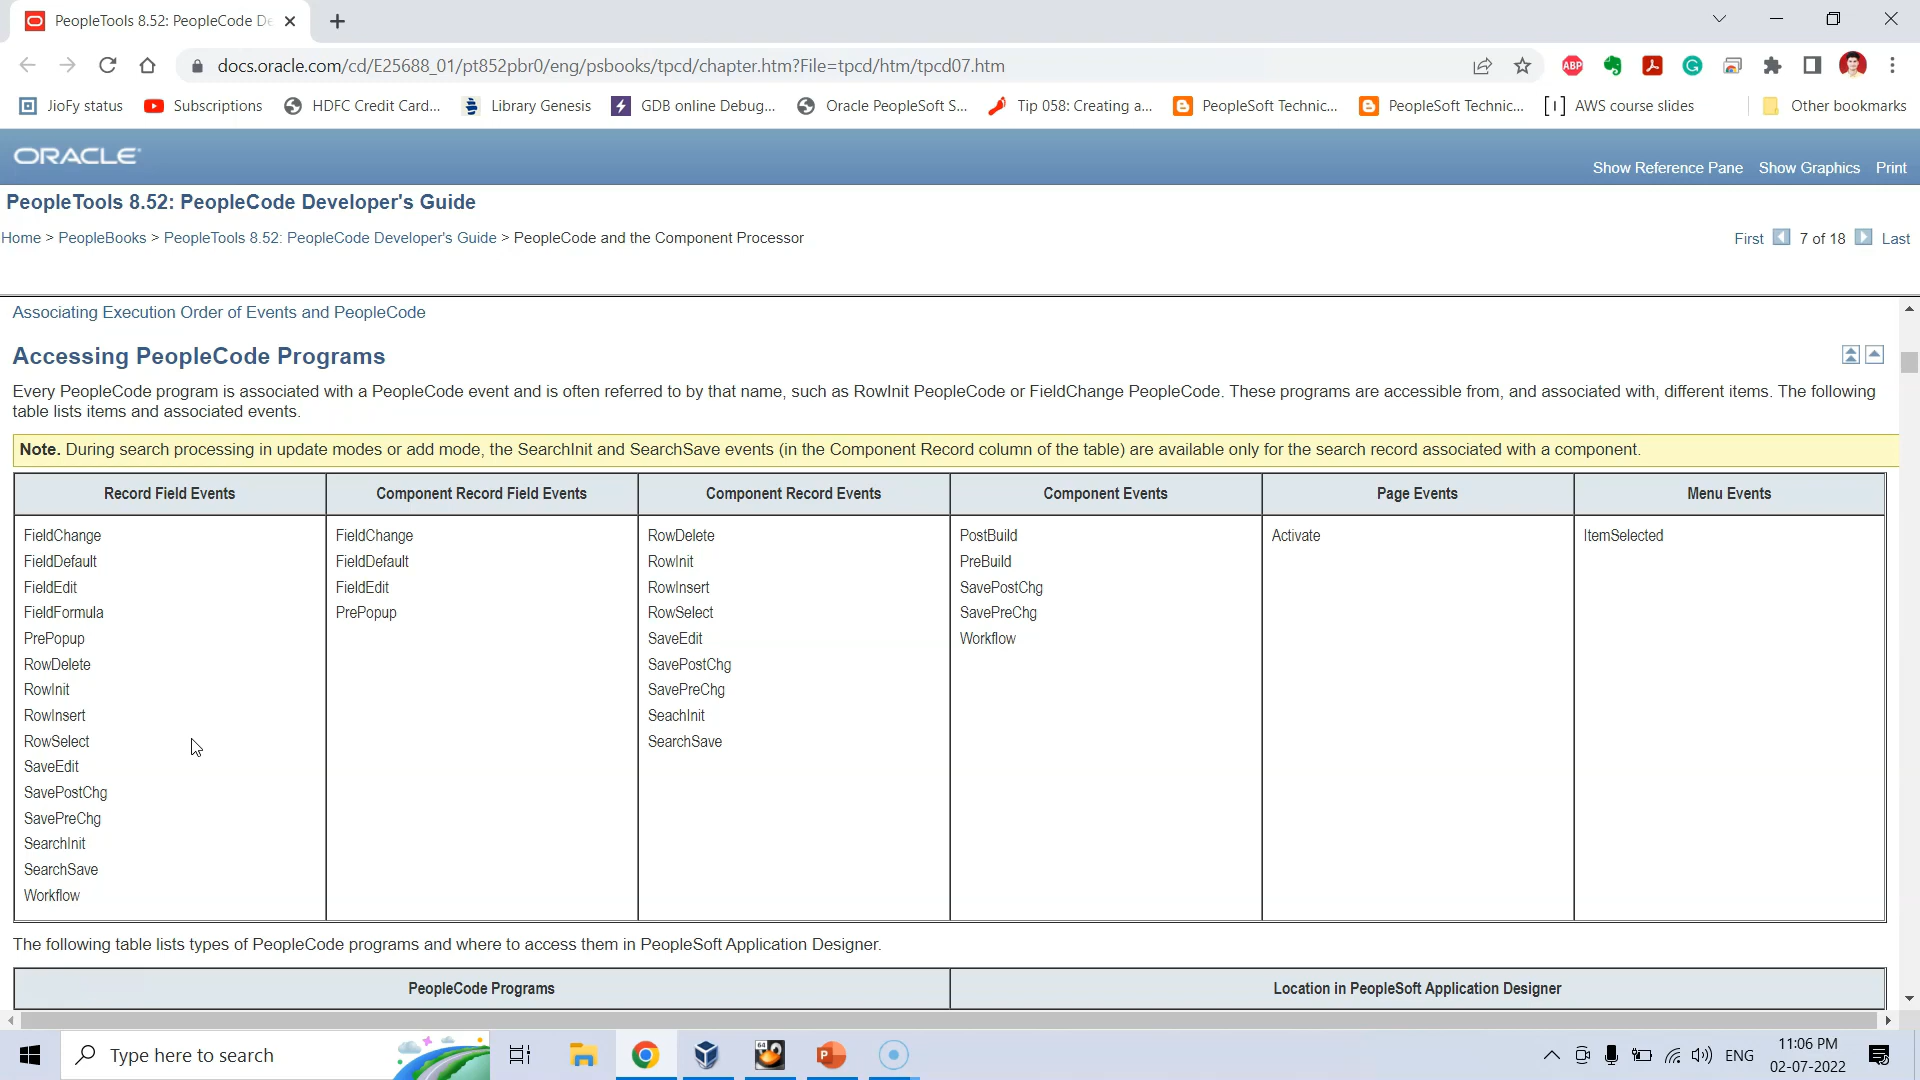 PeopleTools 8.52: PeopleCode De
docs.oracle.com/cd/E25688_01/pt852pbr0/eng/psbooks/tpcd/chapter.htm?File=tpcd/htm/tpcd07.htm
ABP
JioFy status
Subscriptions
HDFC Credit Card...
Library Genesis
GDB online Debug...
Oracle PeopleSoft S...
Tip 058: Creating a...
PeopleSoft Technic...
PeopleSoft Technic...
AWS course slides
Other bookmarks
ORACLE
Show Reference Pane Show Graphics Print
PeopleTools 8.52: PeopleCode Developer's Guide
Home > PeopleBooks > PeopleTools 8.52: PeopleCode Developer's Guide > PeopleCode and the Component Processor
First 7 of 18 Last
Associating Execution Order of Events and PeopleCode
Accessing PeopleCode Programs
Every PeopleCode program is associated with a PeopleCode event and is often referred to by that name, such as RowInit PeopleCode or FieldChange PeopleCode. These programs are accessible from, and associated with, different items. The following
table lists items and associated events.
Note. During search processing in update modes or add mode, the SearchInit and SearchSave events (in the Component Record column of the table) are available only for the search record associated with a component.
Record Field Events
Component Record Field Events
Component Record Events
Component Events
Page Events
Menu Events
FieldChange
FieldDefault
FieldEdit
FieldFormula
PrePopup
RowDelete
RowInit
RowInsert
RowSelect
SaveEdit
SavePostChg
SavePreChg
SearchInit
SearchSave
Workflow
FieldChange
FieldDefault
FieldEdit
PrePopup
RowDelete
RowInit
RowInsert
RowSelect
SaveEdit
SavePostChg
SavePreChg
SeachInit
SearchSave
PostBuild
PreBuild
SavePostChg
SavePreChg
Workflow
Activate
ItemSelected
The following table lists types of PeopleCode programs and where to access them in PeopleSoft Application Designer.
PeopleCode Programs
Location in PeopleSoft Application Designer
Type here to search
64
P
ENG
11:06 PM
02-07-2022